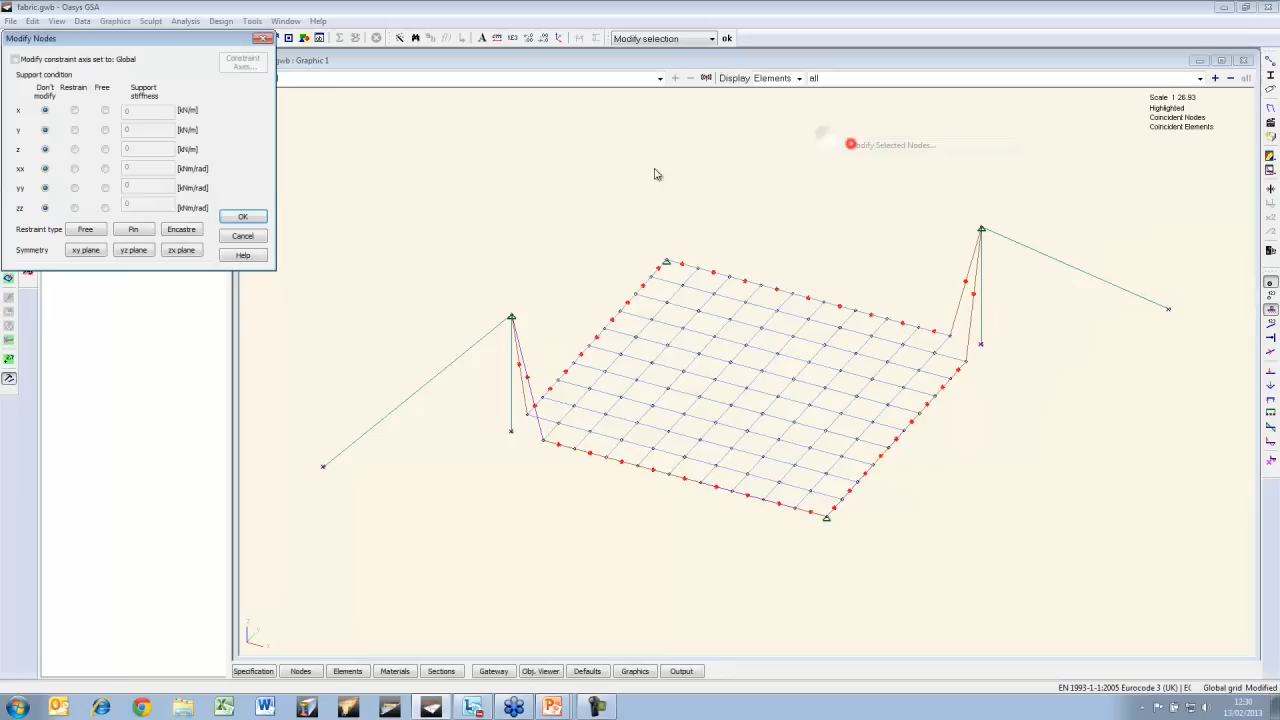 fabric.gwb - Oasys GSA
File Edit View Data Graphics Sculpt Analysis Design Tools Window Help
Modify Nodes
Modify selection ok
Modify constraint axis set to: Global
Constraint Axes...
.gwb : Graphic 1
Support condition
Display Elements all all
Don't modify Restrain Free Support stiffness
x 0 [kN/m]
y 0 [kN/m]
z 0 [kN/m]
xx 0 [kNm/rad]
yy 0 [kNm/rad]
zz 0 [kNm/rad]
OK
Restraint type Free Pin Encastre
Cancel
Symmetry xy plane yz plane zx plane
Help
Scale 1:26.93
Highlighted
Coincident Nodes
Coincident Elements
odify Selected Nodes...
z
y
x
Specification Nodes Elements Materials Sections Gateway Obj. Viewer Defaults Graphics Output
EN 1993-1-1:2005 Eurocode 3 (UK) Global grid Modified
12:30
13/02/2013